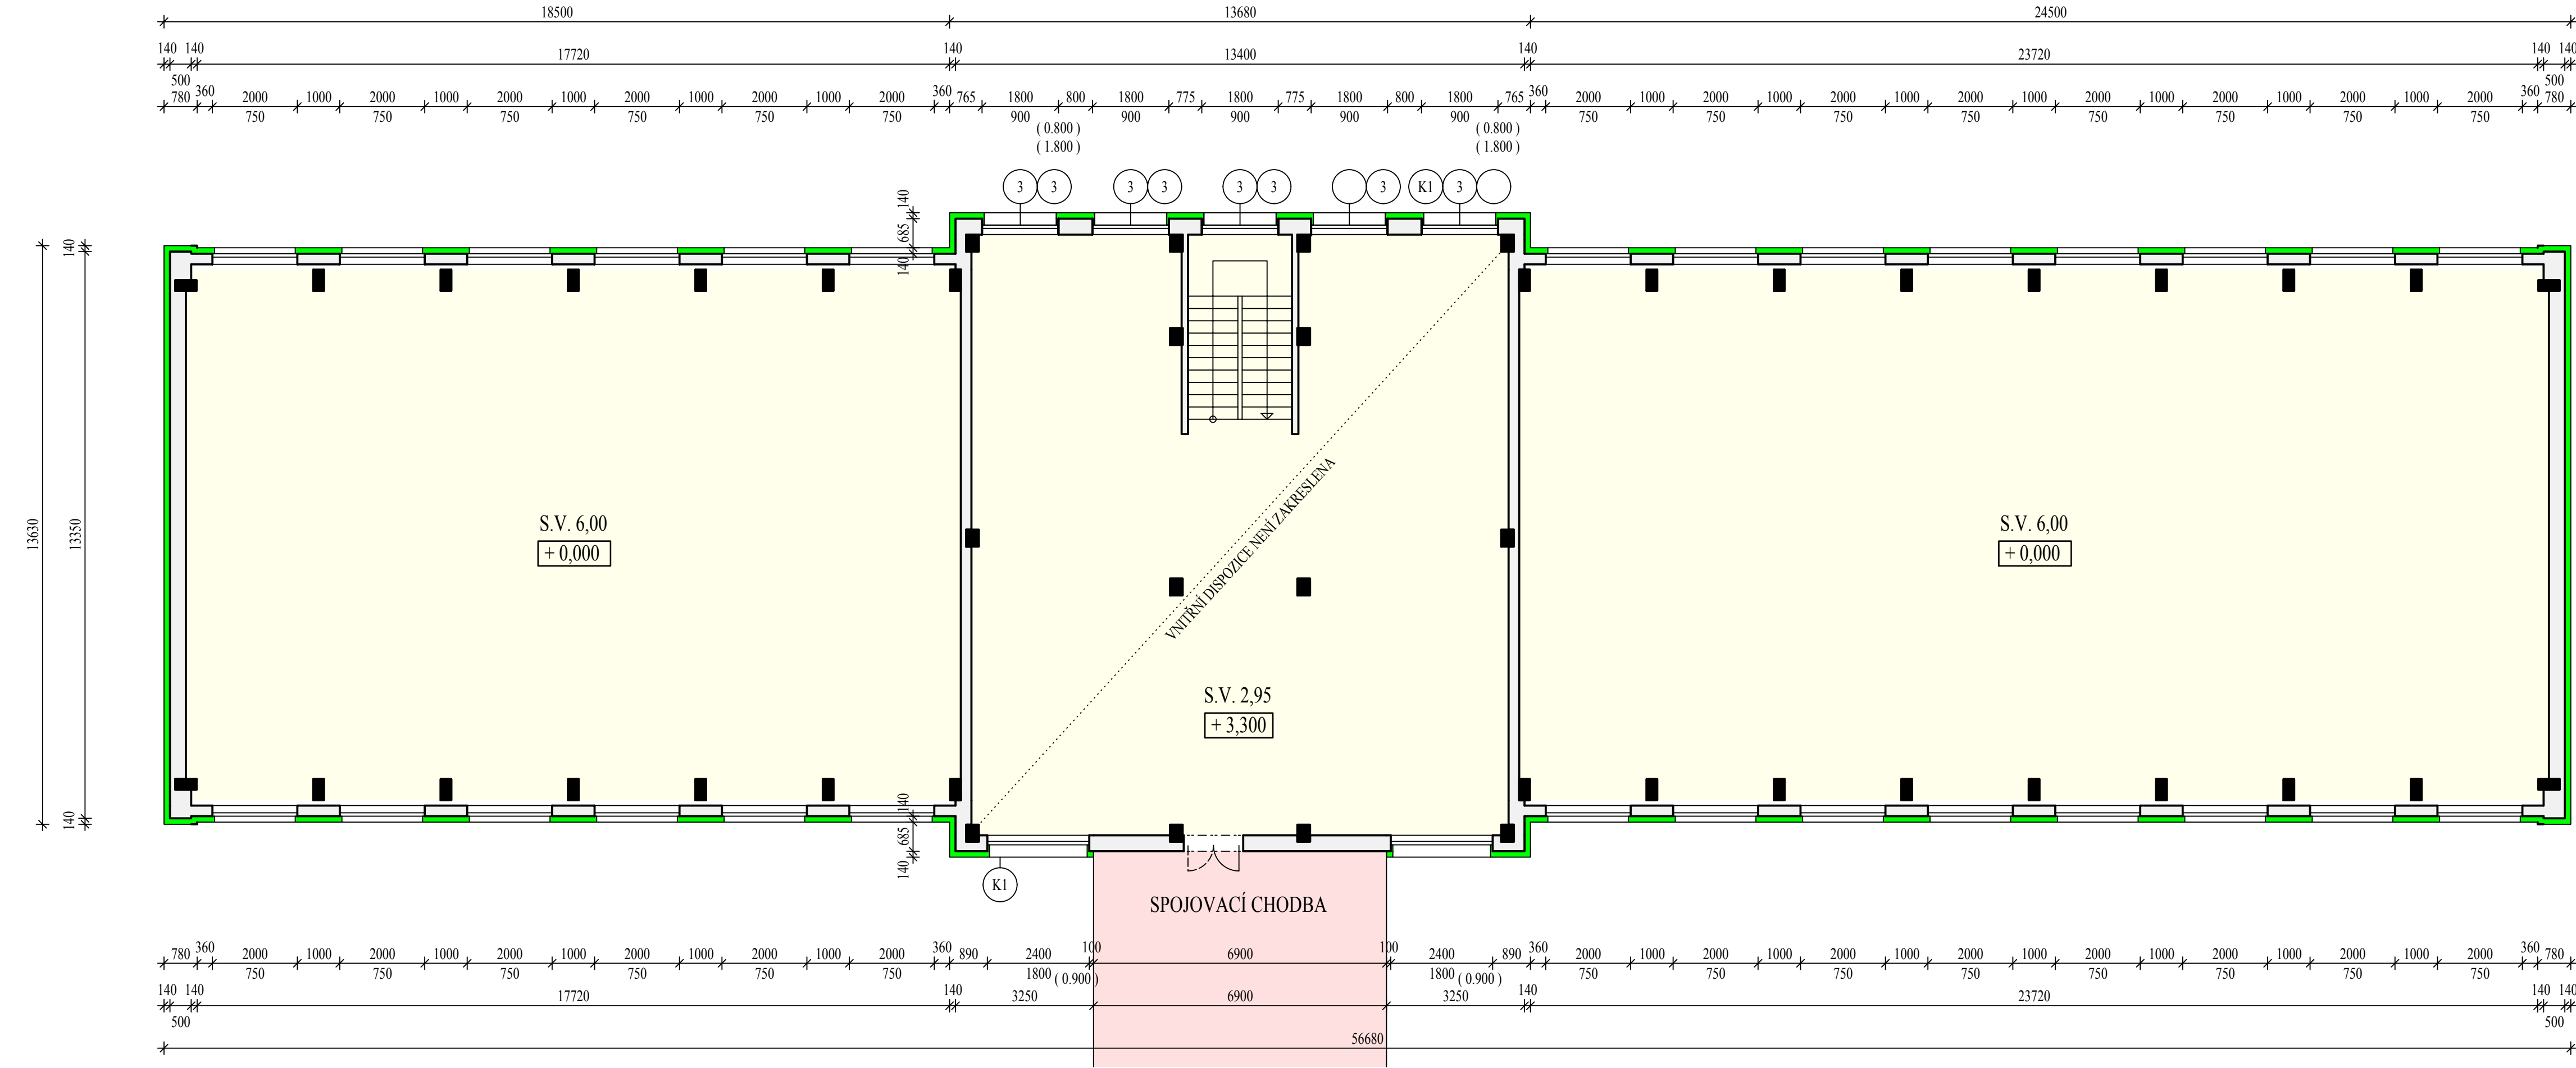 18500 13680 24500
140 140 17720 140 13400 140 23720 140 140
500 500
780 360 2000 1000 2000 1000 2000 1000 2000 1000 2000 1000 2000 360 765 1800 800 1800 775 1800 775 1800 800 1800 765 360 2000 1000 2000 1000 2000 1000 2000 1000 2000 1000 2000 1000 2000 1000 2000 360 780
750 750 750 750 750 750 900 900 900 900 900 750 750 750 750 750 750 750 750
( 0.800 ) ( 0.800 )
( 1.800 ) ( 1.800 )
3 3 3 3 3 3 3 K1 3
140
685
140
140
13630
13350
140
S.V. 6,00
+ 0,000
VNITŘNÍ DISPOZICE NENÍ ZAKRESLENA
S.V. 6,00
+ 0,000
S.V. 2,95
+ 3,300
140
685
140
K1
SPOJOVACÍ CHODBA
780 360 2000 1000 2000 1000 2000 1000 2000 1000 2000 1000 2000 360 890 2400 100 6900 100 2400 890 360 2000 1000 2000 1000 2000 1000 2000 1000 2000 1000 2000 1000 2000 1000 2000 360 780
750 750 750 750 750 750 1800 ( 0.900 ) 1800 ( 0.900 ) 750 750 750 750 750 750 750 750
140 140 17720 140 3250 6900 3250 140 23720 140 140
500 500
56680